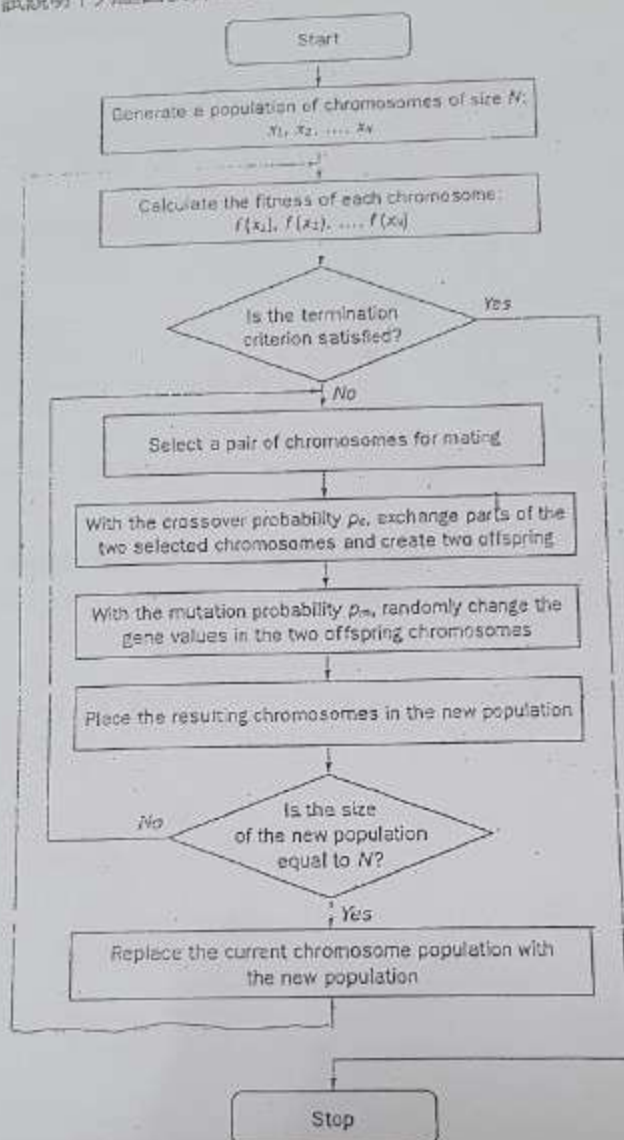 Start
Generate a population of chromosomes of size N:
x₁, x₂, ...., x_N
Calculate the fitness of each chromosome:
f(x₁), f(x₂), .... f(x_N)
Is the termination
criterion satisfied?
Yes
No
Select a pair of chromosomes for mating
With the crossover probability p_c, exchange parts of the
two selected chromosomes and create two offspring
With the mutation probability p_m, randomly change the
gene values in the two offspring chromosomes
Place the resulting chromosomes in the new population
No
Is the size
of the new population
equal to N?
Yes
Replace the current chromosome population with
the new population
Stop